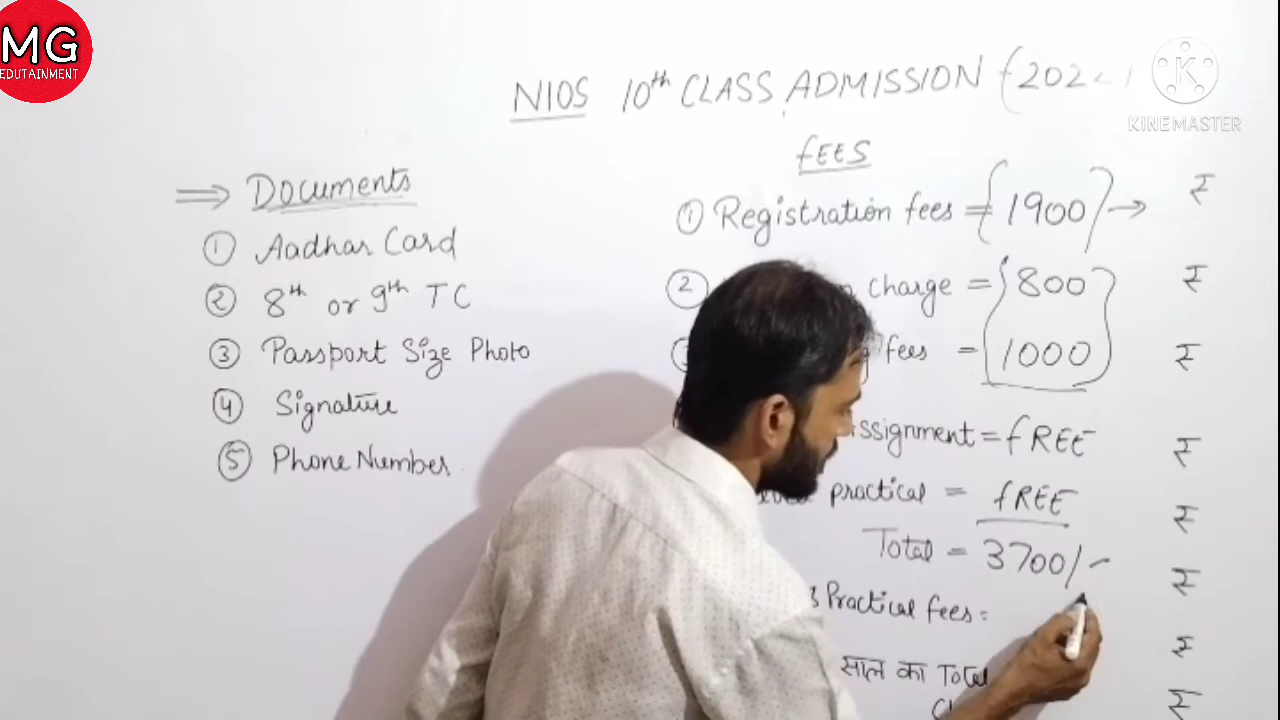 MG
EDUTAINMENT
KINEMASTER
NIOS 10th CLASS ADMISSION (202
FEES
⇒ Documents
① Aadhar Card
② 8th or 9th TC
③ Passport Size Photo
④ Signature
⑤ Phone Number
① Registration fees = (1900) → ₹
② charge = 800 ₹
fees = 1000 ₹
ssignment = FREE ₹
practical = FREE ₹
Total = 3700/- ₹
Practical fees = ₹
साल का Total ₹